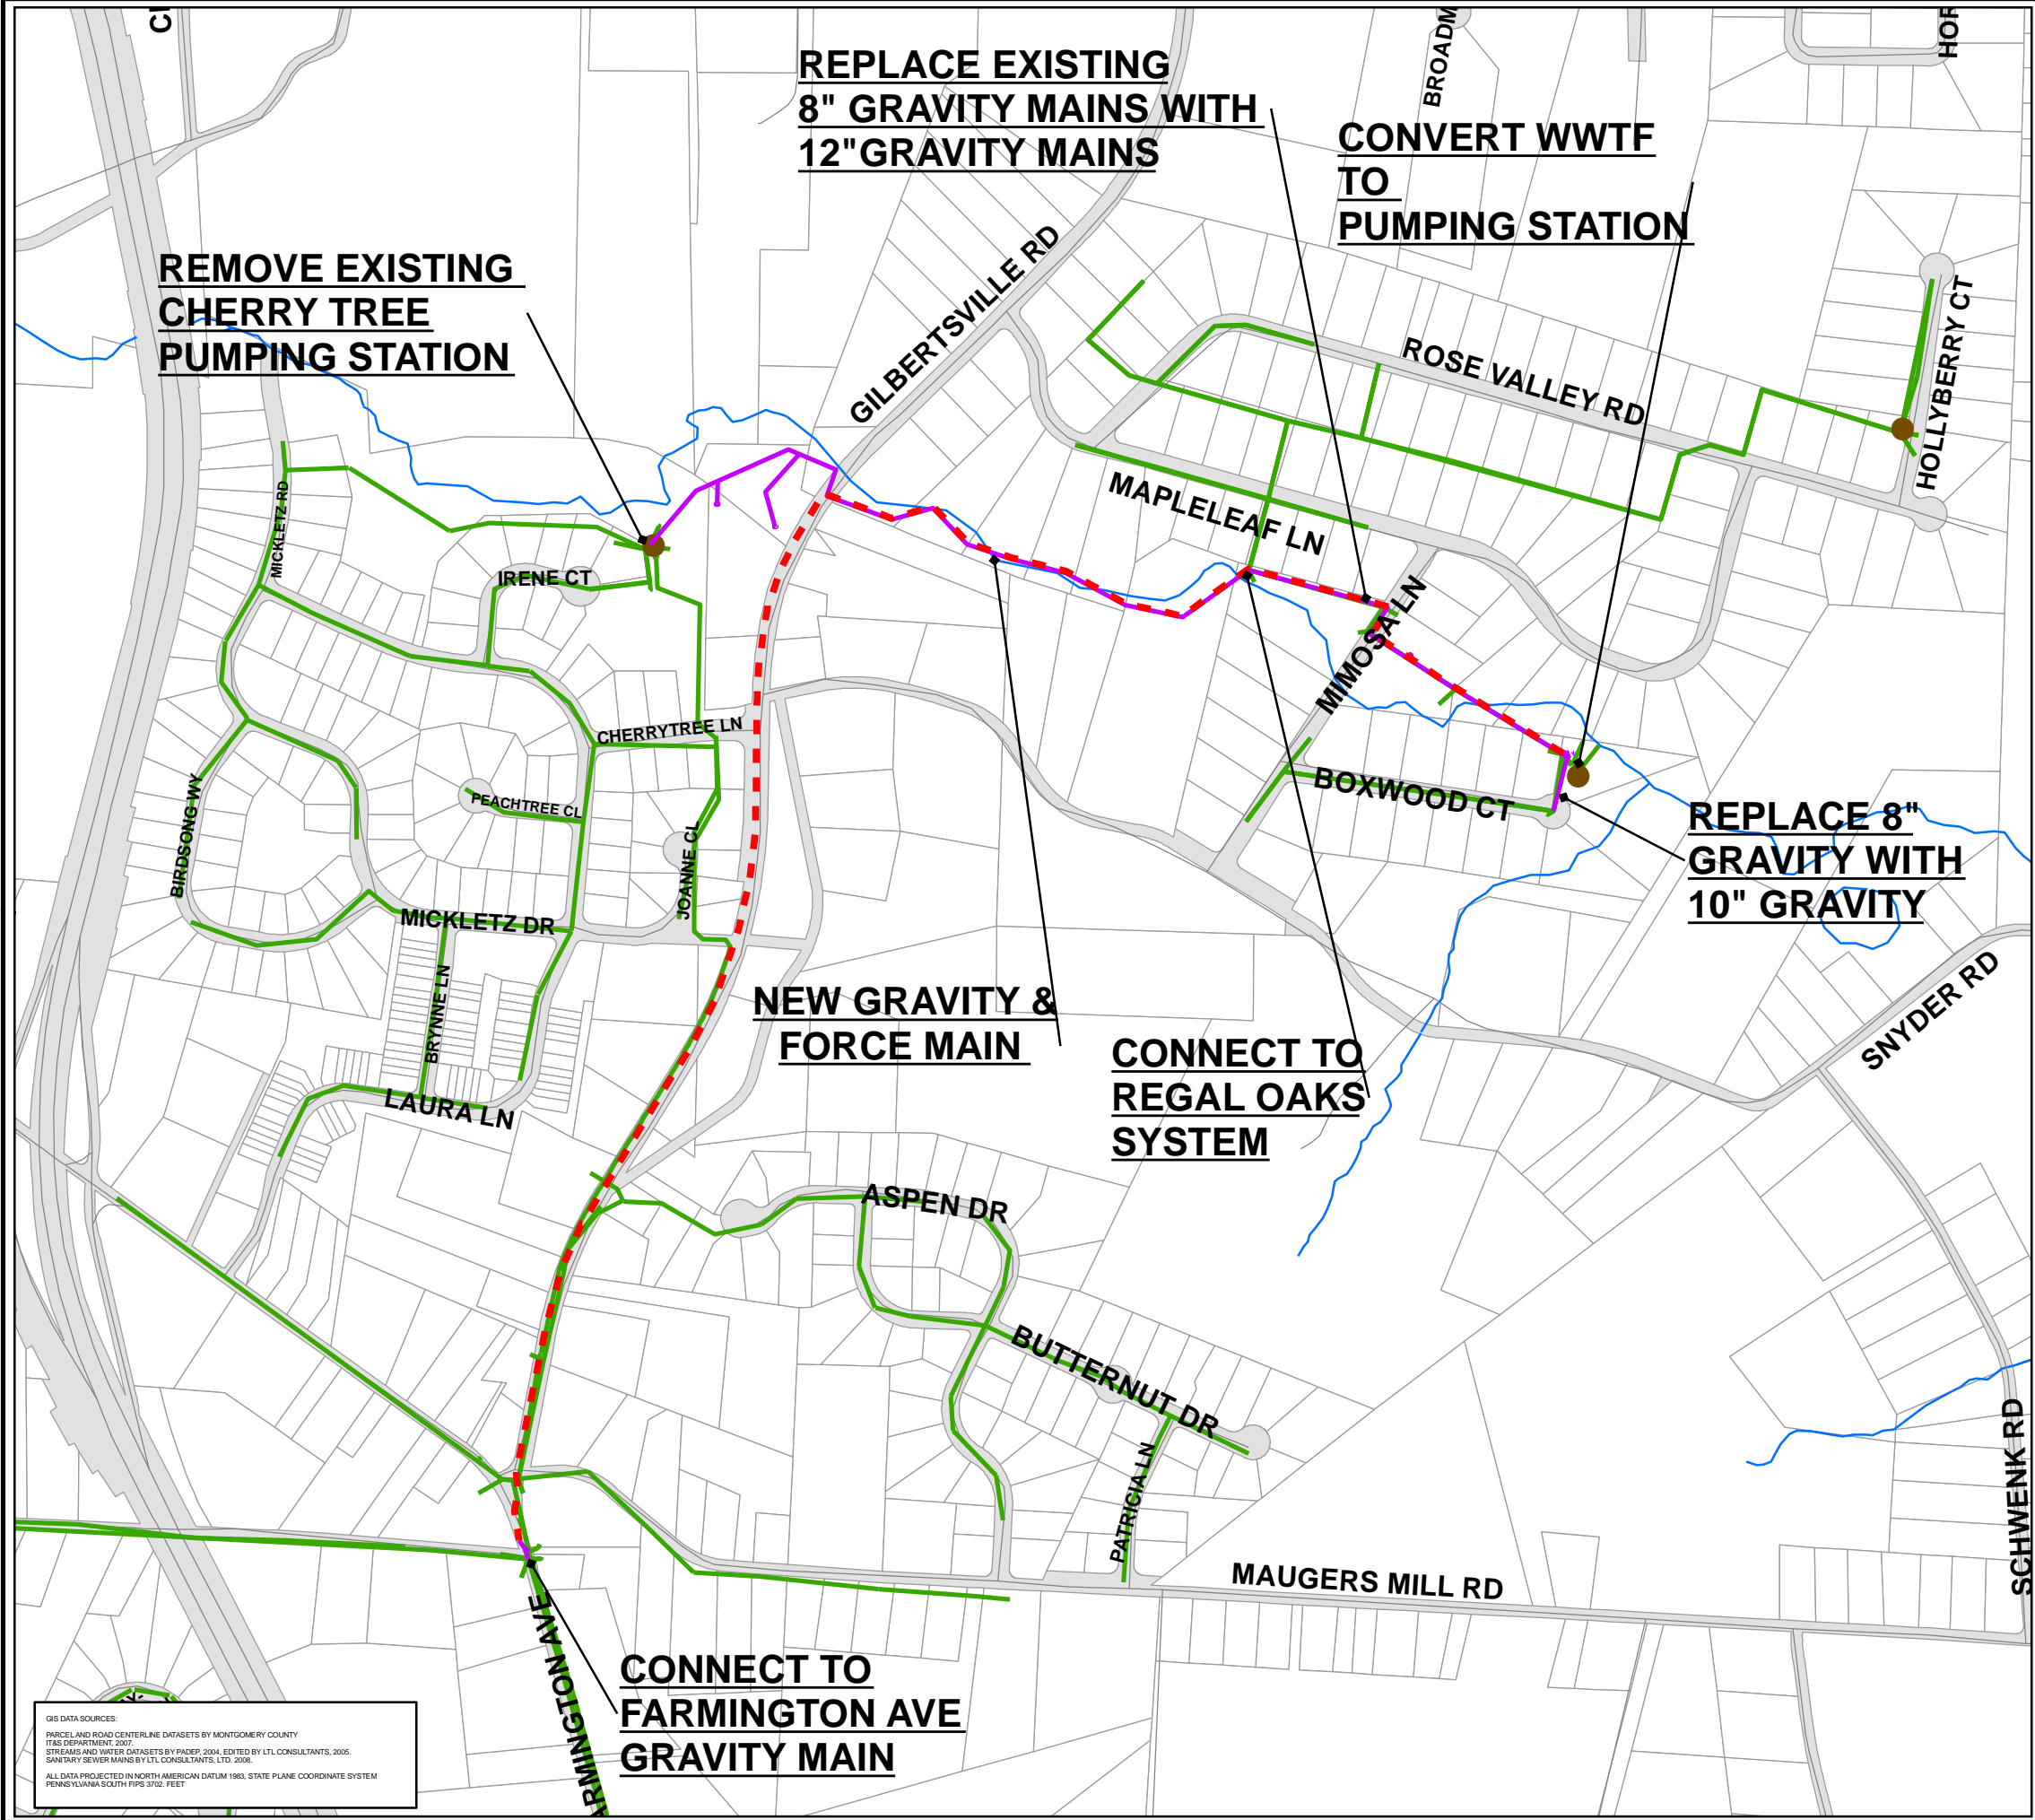 REPLACE EXISTING
8" GRAVITY MAINS WITH
12"GRAVITY MAINS
CONVERT WWTF
TO
PUMPING STATION
REMOVE EXISTING
CHERRY TREE
PUMPING STATION
GILBERTSVILLE RD
ROSE VALLEY RD
HOLLYBERRY CT
MAPLELEAF LN
MICKLETZ RD
IRENE CT
MIMOSA LN
CHERRYTREE LN
PEACHTREE CL
BIRDSONG WY
JOANNE CL
BOXWOOD CT
REPLACE 8"
GRAVITY WITH
10" GRAVITY
MICKLETZ DR
BRYNNE LN
NEW GRAVITY &
FORCE MAIN
SNYDER RD
CONNECT TO
REGAL OAKS
SYSTEM
LAURA LN
ASPEN DR
BUTTERNUT DR
PATRICIA LN
SCHWENK RD
MAUGERS MILL RD
CONNECT TO
FARMINGTON AVE
GRAVITY MAIN
ARMINGTON AVE
BROADM
HOR
GIS DATA SOURCES:
PARCEL AND ROAD CENTERLINE DATASETS BY MONTGOMERY COUNTY
IT&S DEPARTMENT, 2007.
STREAMS AND WATER DATASETS BY PADEP, 2004, EDITED BY LTL CONSULTANTS, 2005.
SANITARY SEWER MAINS BY LTL CONSULTANTS, LTD. 2008.
ALL DATA PROJECTED IN NORTH AMERICAN DATUM 1983, STATE PLANE COORDINATE SYSTEM
PENNSYLVANIA SOUTH FIPS 3702. FEET